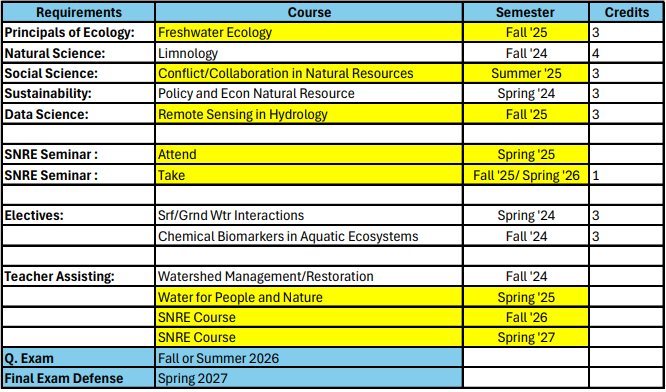 Requirements Course Semester Credits
Principals of Ecology: Freshwater Ecology Fall '25 3
Natural Science: Limnology Fall '24 4
Social Science: Conflict/Collaboration in Natural Resources Summer '25 3
Sustainability: Policy and Econ Natural Resource Spring '24 3
Data Science: Remote Sensing in Hydrology Fall '25 3
SNRE Seminar : Attend Spring '25
SNRE Seminar : Take Fall '25/ Spring '26 1
Electives: Srf/Grnd Wtr Interactions Spring '24 3
Chemical Biomarkers in Aquatic Ecosystems Fall '24 3
Teacher Assisting: Watershed Management/Restoration Fall '24
Water for People and Nature Spring '25
SNRE Course Fall '26
SNRE Course Spring '27
Q. Exam Fall or Summer 2026
Final Exam Defense Spring 2027